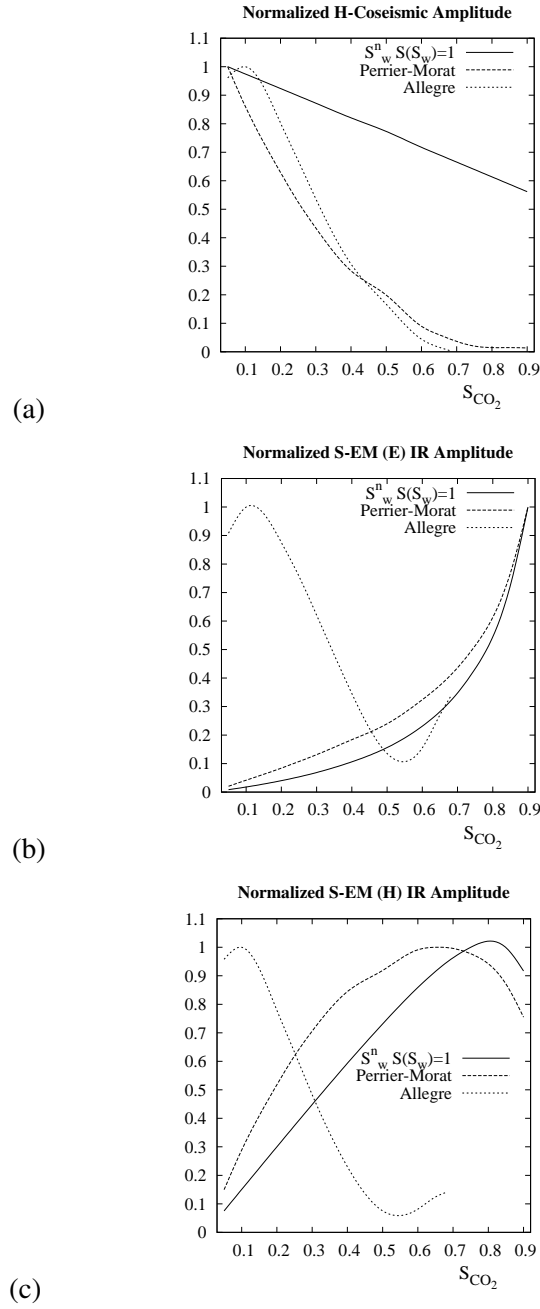 Normalized H-Coseismic Amplitude
S^n_w S(S_w)=1
Perrier-Morat
Allegre
1.1
1
0.9
0.8
0.7
0.6
0.5
0.4
0.3
0.2
0.1
0
0.1 0.2 0.3 0.4 0.5 0.6 0.7 0.8 0.9
S_CO_2
(a)
Normalized S-EM (E) IR Amplitude
S^n_w S(S_w)=1
Perrier-Morat
Allegre
1.1
1
0.9
0.8
0.7
0.6
0.5
0.4
0.3
0.2
0.1
0
0.1 0.2 0.3 0.4 0.5 0.6 0.7 0.8 0.9
S_CO_2
(b)
Normalized S-EM (H) IR Amplitude
1.1
1
0.9
0.8
0.7
0.6
0.5
0.4
0.3
0.2
0.1
0
S^n_w S(S_w)=1
Perrier-Morat
Allegre
0.1 0.2 0.3 0.4 0.5 0.6 0.7 0.8 0.9
S_CO_2
(c)